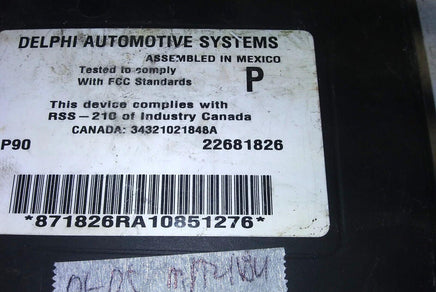 DELPHI AUTOMOTIVE SYSTEMS
ASSEMBLED IN MEXICO
Tested to comply
With FCC Standards
P
This device complies with
RSS-210 of Industry Canada
CANADA: 34321021848A
P90 22681826
*871826RA10851276*